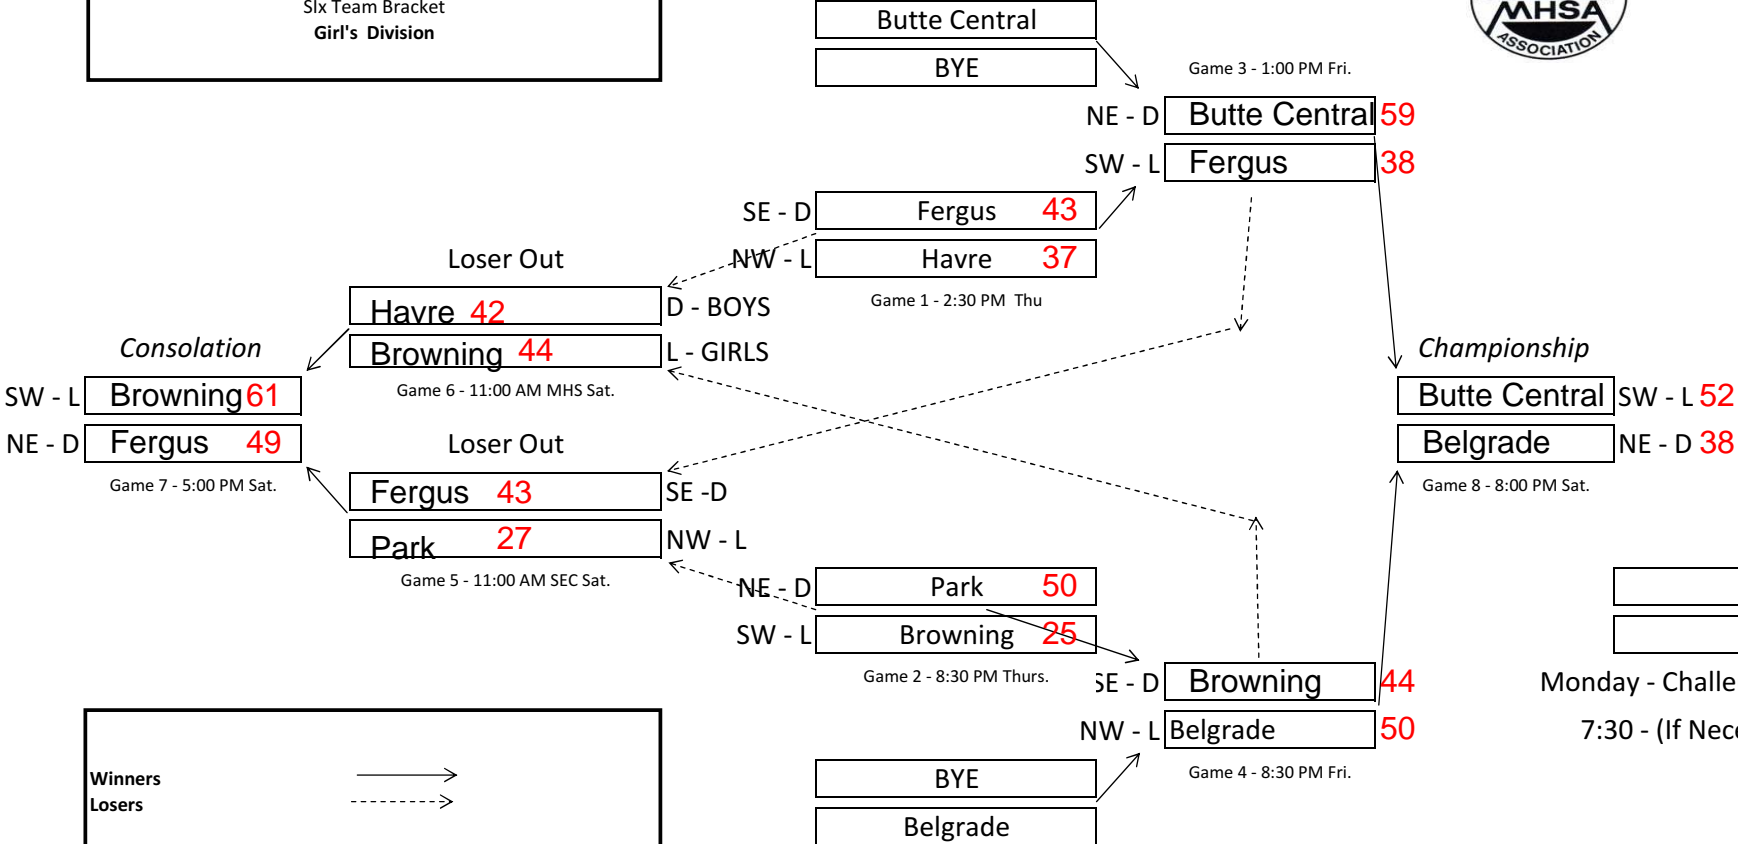 SIx Team Bracket
Girl's Division
Butte Central
BYE
MHSA
ASSOCIATION
Game 3 - 1:00 PM Fri.
NE - D Butte Central 59
SW - L Fergus 38
SE - D Fergus 43
NW - L Havre 37
Game 1 - 2:30 PM Thu
Loser Out
Havre 42 D - BOYS
Browning 44 L - GIRLS
Game 6 - 11:00 AM MHS Sat.
Consolation
SW - L Browning 61
NE - D Fergus 49
Game 7 - 5:00 PM Sat.
Championship
Butte Central SW - L 52
Belgrade NE - D 38
Game 8 - 8:00 PM Sat.
Loser Out
Fergus 43 SE -D
Park 27 NW - L
Game 5 - 11:00 AM SEC Sat.
NE - D Park 50
SW - L Browning 25
Game 2 - 8:30 PM Thurs.
SE - D Browning 44
NW - L Belgrade 50
Game 4 - 8:30 PM Fri.
Monday - Challe
7:30 - (If Nec
BYE
Belgrade
Winners
Losers